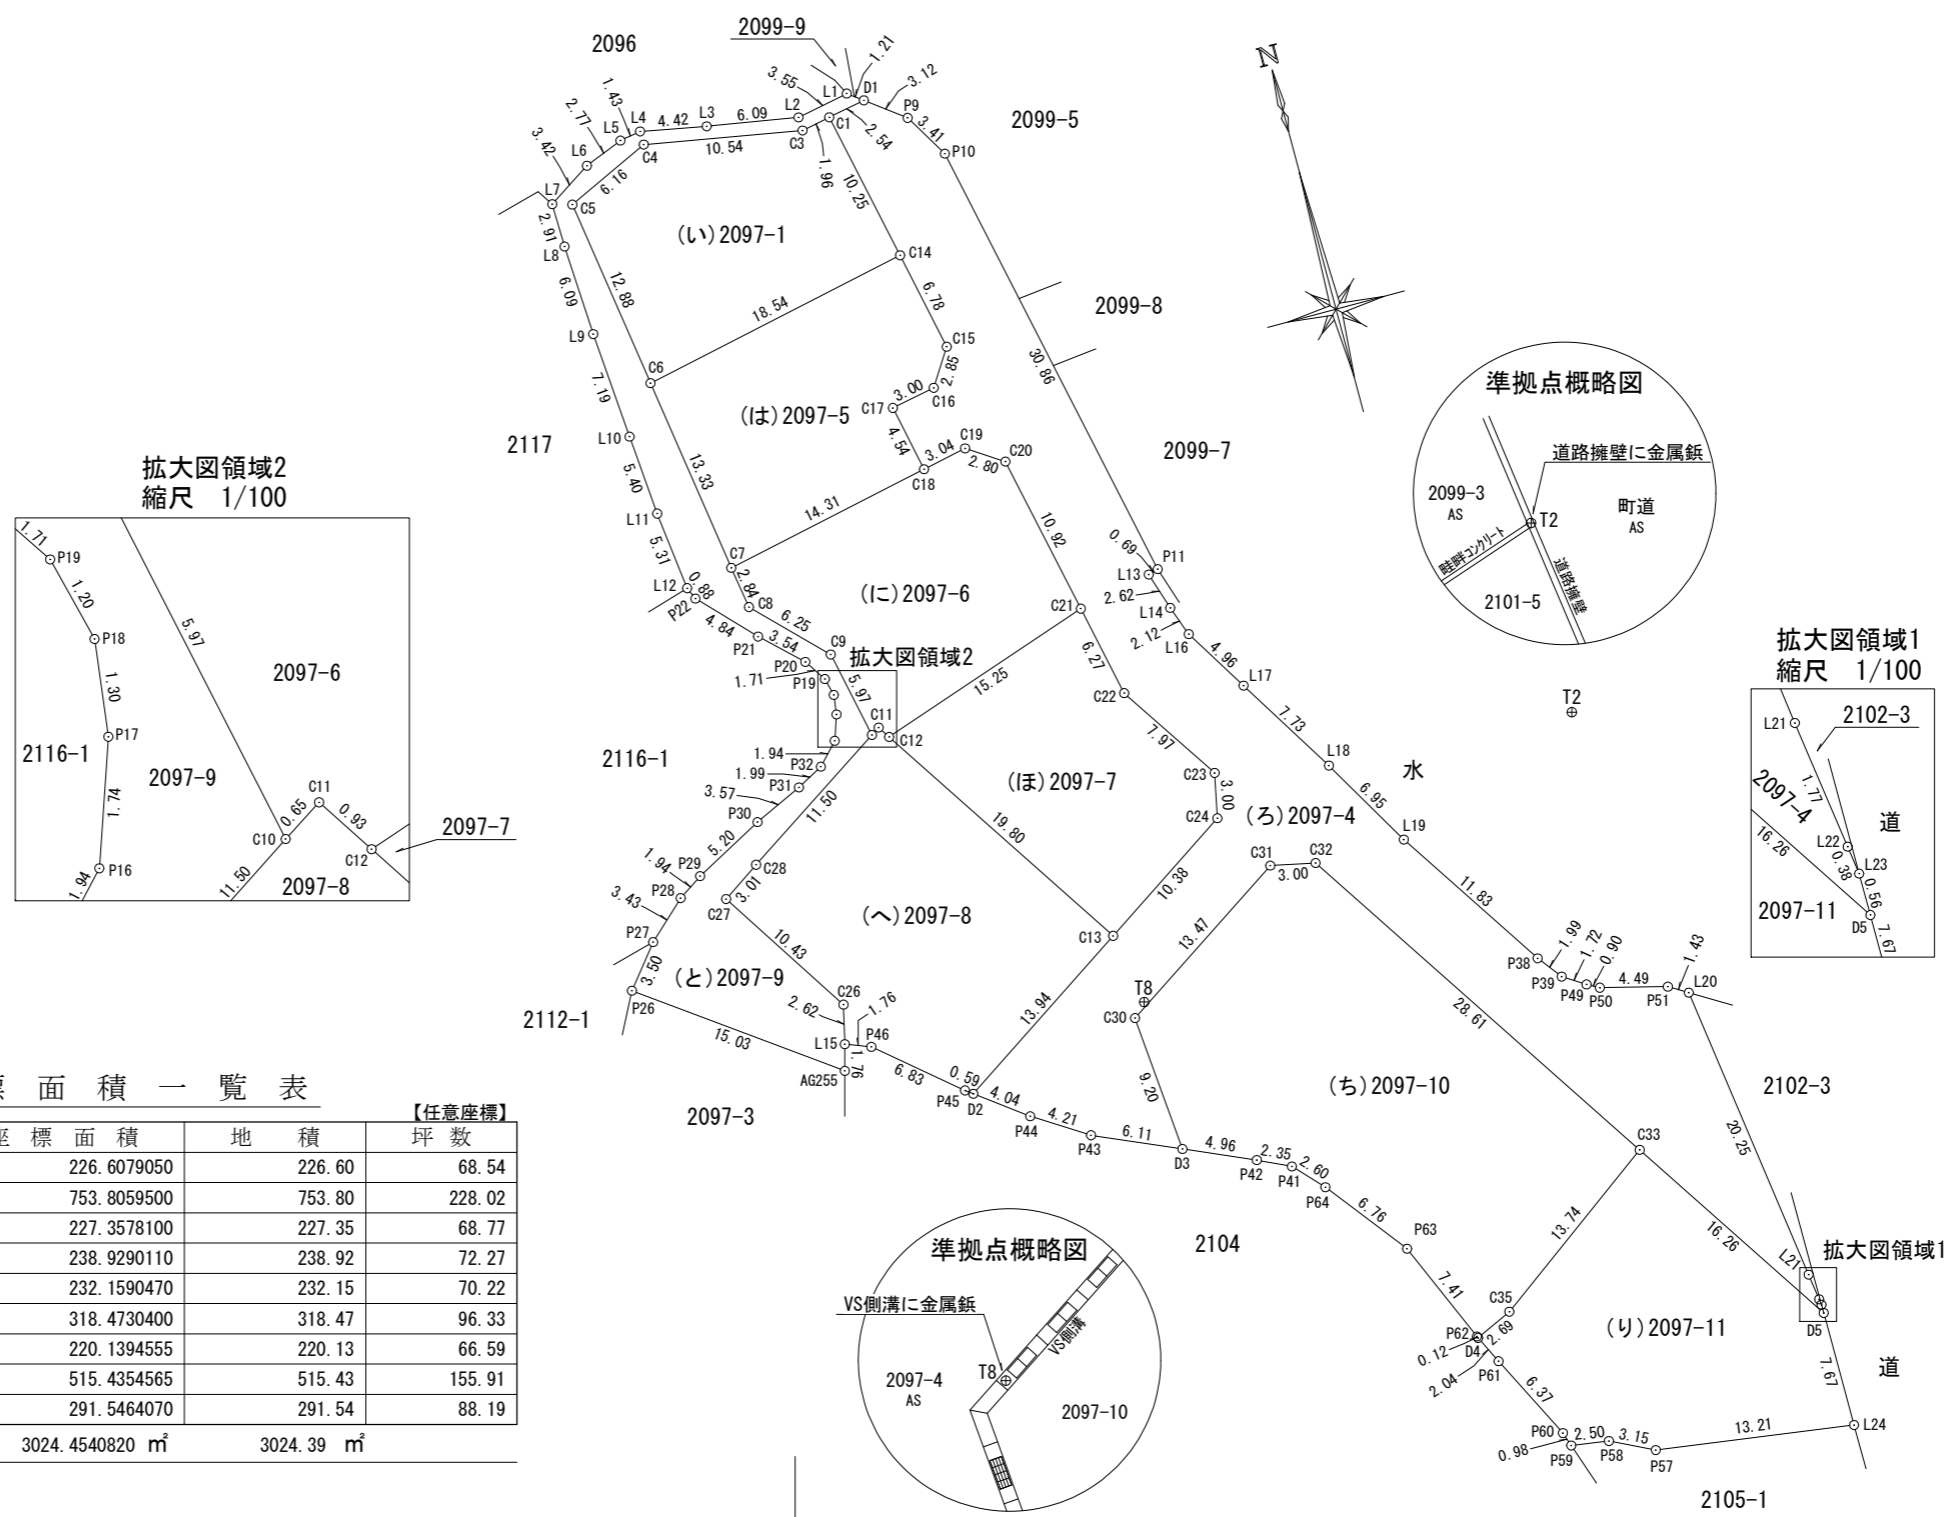 2096
2099-9
1.21
3.55
L1
D1
3.12
P9
1.43
L4
4.42
L3
6.09
L2
C1
2.54
3.41
2099-5
2.77
L5
C4
10.54
C3
1.96
P10
3.42
L6
6.16
10.25
L7
C5
2.91
L8
(い)2097-1
C14
12.88
6.09
18.54
6.78
2099-8
L9
C6
C15
30.86
2.85
7.19
3.00
C16
(は)2097-5
C17
4.54
2099-7
2117
L10
13.33
3.04
C19
2.80
C20
C18
5.40
14.31
L11
10.92
5.31
C7
0.69
P11
L13
L12
0.88
2.84
C8
(に)2097-6
C21
2.62
L14
P22
4.84
6.25
2.12
L16
P21
3.54
C9
4.96
P20
拡大図領域2
6.27
L17
1.71
P19
5.97
15.25
C22
C11
C12
7.73
7.97
L18
2116-1
1.94
P32
(ほ)2097-7
C23
水
1.99
P31
3.57
P30
11.50
3.00
6.95
19.80
C24
(ろ)2097-4
L19
5.20
C28
C31
C32
3.00
1.94
P29
P28
3.01
10.38
11.83
3.43
C27
(へ)2097-8
C13
13.47
P27
10.43
P38
1.99
1.72
0.90
4.49
1.43
L20
3.50
(と)2097-9
P39
P49
P50
P51
P26
C26
T8
C30
28.61
2112-1
2.62
1.76
13.94
15.03
L15
P46
1.76
6.83
9.20
AG255
0.59
(ち)2097-10
2102-3
P45
D2
4.04
2097-3
P44
4.21
P43
6.11
D3
4.96
P42
2.35
P41
2.60
P64
C33
20.25
6.76
P63
13.74
16.26
2104
7.41
L21
拡大図領域1
C35
P62
2.69
0.12
D4
(り)2097-11
D5
2.04
P61
6.37
7.67
道
P60
0.98
2.50
3.15
13.21
L24
P59
P58
P57
2105-1
N
準拠点概略図
道路擁壁に金属鋲
2099-3
AS
T2
町道
AS
畦畔コンクリート
道路擁壁
2101-5
T2
拡大図領域1
縮尺 1/100
L21
2102-3
1.77
2097-4
道
16.26
L22
0.38
L23
0.56
2097-11
D5
7.67
拡大図領域2
縮尺 1/100
1.71
P19
1.20
5.97
P18
2097-6
1.30
P17
2116-1
2097-9
1.74
C11
0.65
0.93
C10
2097-7
C12
P16
1.94
11.50
2097-8
準拠点概略図
VS側溝に金属鋲
VS側溝
T8
2097-4
AS
2097-10
面 積 一 覧 表
【任意座標】
標 面 積 地 積 坪 数
226.6079050 226.60 68.54
753.8059500 753.80 228.02
227.3578100 227.35 68.77
238.9290110 238.92 72.27
232.1590470 232.15 70.22
318.4730400 318.47 96.33
220.1394555 220.13 66.59
515.4354565 515.43 155.91
291.5464070 291.54 88.19
3024.4540820 ㎡ 3024.39 ㎡